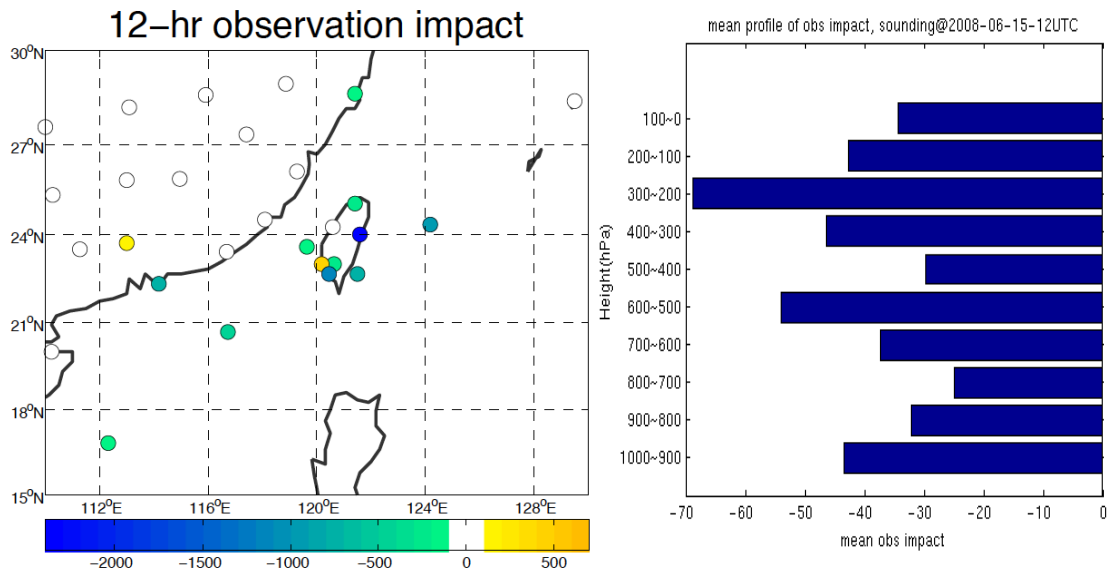 12−hr observation impact
30°N
27°N
24°N
21°N
18°N
15°N
112°E 116°E 120°E 124°E 128°E
−2000 −1500 −1000 −500 0 500
mean profile of obs impact, sounding@2008-06-15-12UTC
Height(hPa)
100~0
200~100
300~200
400~300
500~400
600~500
700~600
800~700
900~800
1000~900
-70 -60 -50 -40 -30 -20 -10 0
mean obs impact